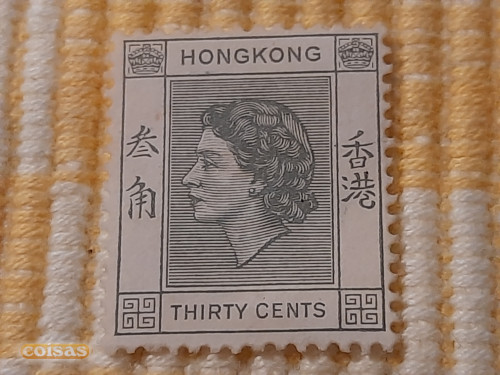 HONGKONG
叁角
香港
THIRTY CENTS
coisas